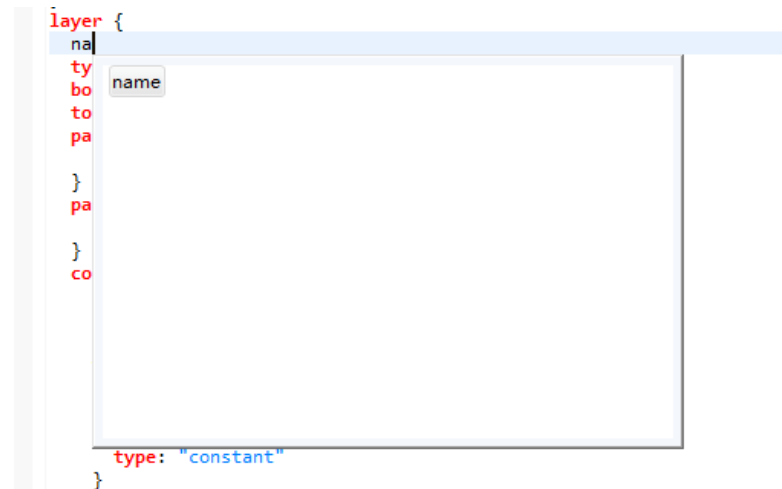 layer {
na
name
ty
bo
to
pa
}
pa
}
co
type: "constant"
}